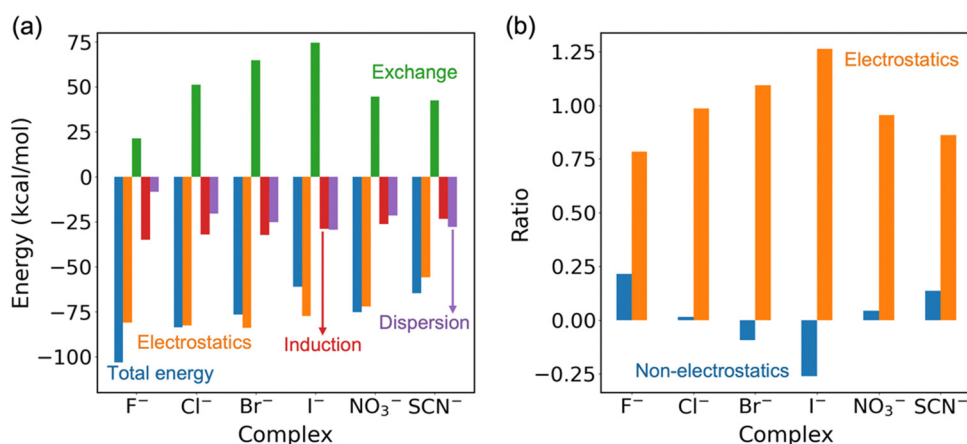 (a)
(b)
75
50
25
0
−25
−50
−75
−100
Energy (kcal/mol)
Exchange
Electrostatics
Induction
Dispersion
Total energy
F⁻ Cl⁻ Br⁻ I⁻ NO₃⁻ SCN⁻
Complex
1.25
1.00
0.75
0.50
0.25
0.00
−0.25
Ratio
Electrostatics
Non-electrostatics
F⁻ Cl⁻ Br⁻ I⁻ NO₃⁻ SCN⁻
Complex